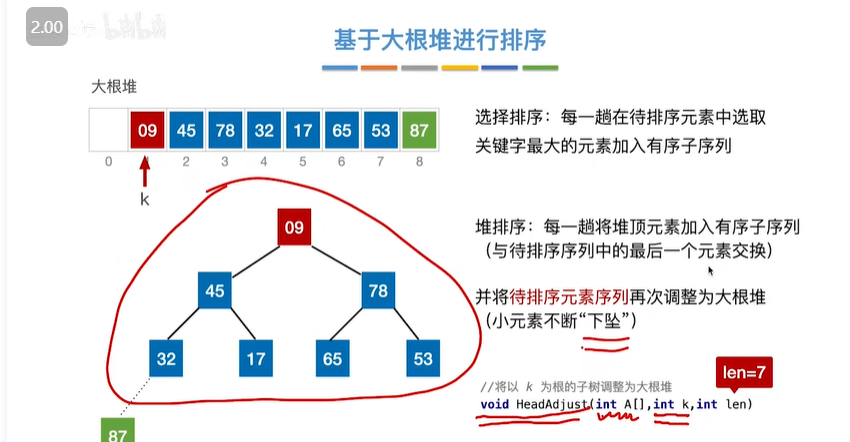 2.00
bilibili
基于大根堆进行排序
大根堆
09 45 78 32 17 65 53 87
0 1 2 3 4 5 6 7 8
k
选择排序：每一趟在待排序元素中选取
关键字最大的元素加入有序子序列
09
45 78
32 17 65 53
87
堆排序：每一趟将堆顶元素加入有序子序列
（与待排序序列中的最后一个元素交换）
并将待排序元素序列再次调整为大根堆
（小元素不断“下坠”）
len=7
//将以 k 为根的子树调整为大根堆
void HeadAdjust(int A[],int k,int len)